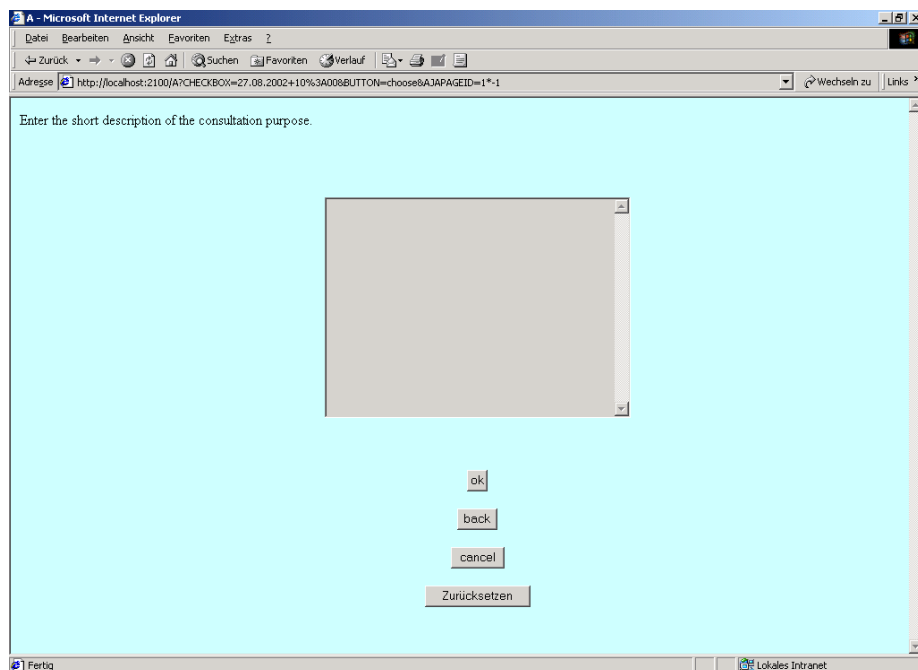 A - Microsoft Internet Explorer
Datei Bearbeiten Ansicht Favoriten Extras ?
Zurück Suchen Favoriten Verlauf
Adresse http://localhost:2100/A?CHECKBOX=27.08.2002+10%3A00&BUTTON=choose&AJAPAGEID=1*-1 Wechseln zu Links »
Enter the short description of the consultation purpose.
ok
back
cancel
Zurücksetzen
Fertig Lokales Intranet